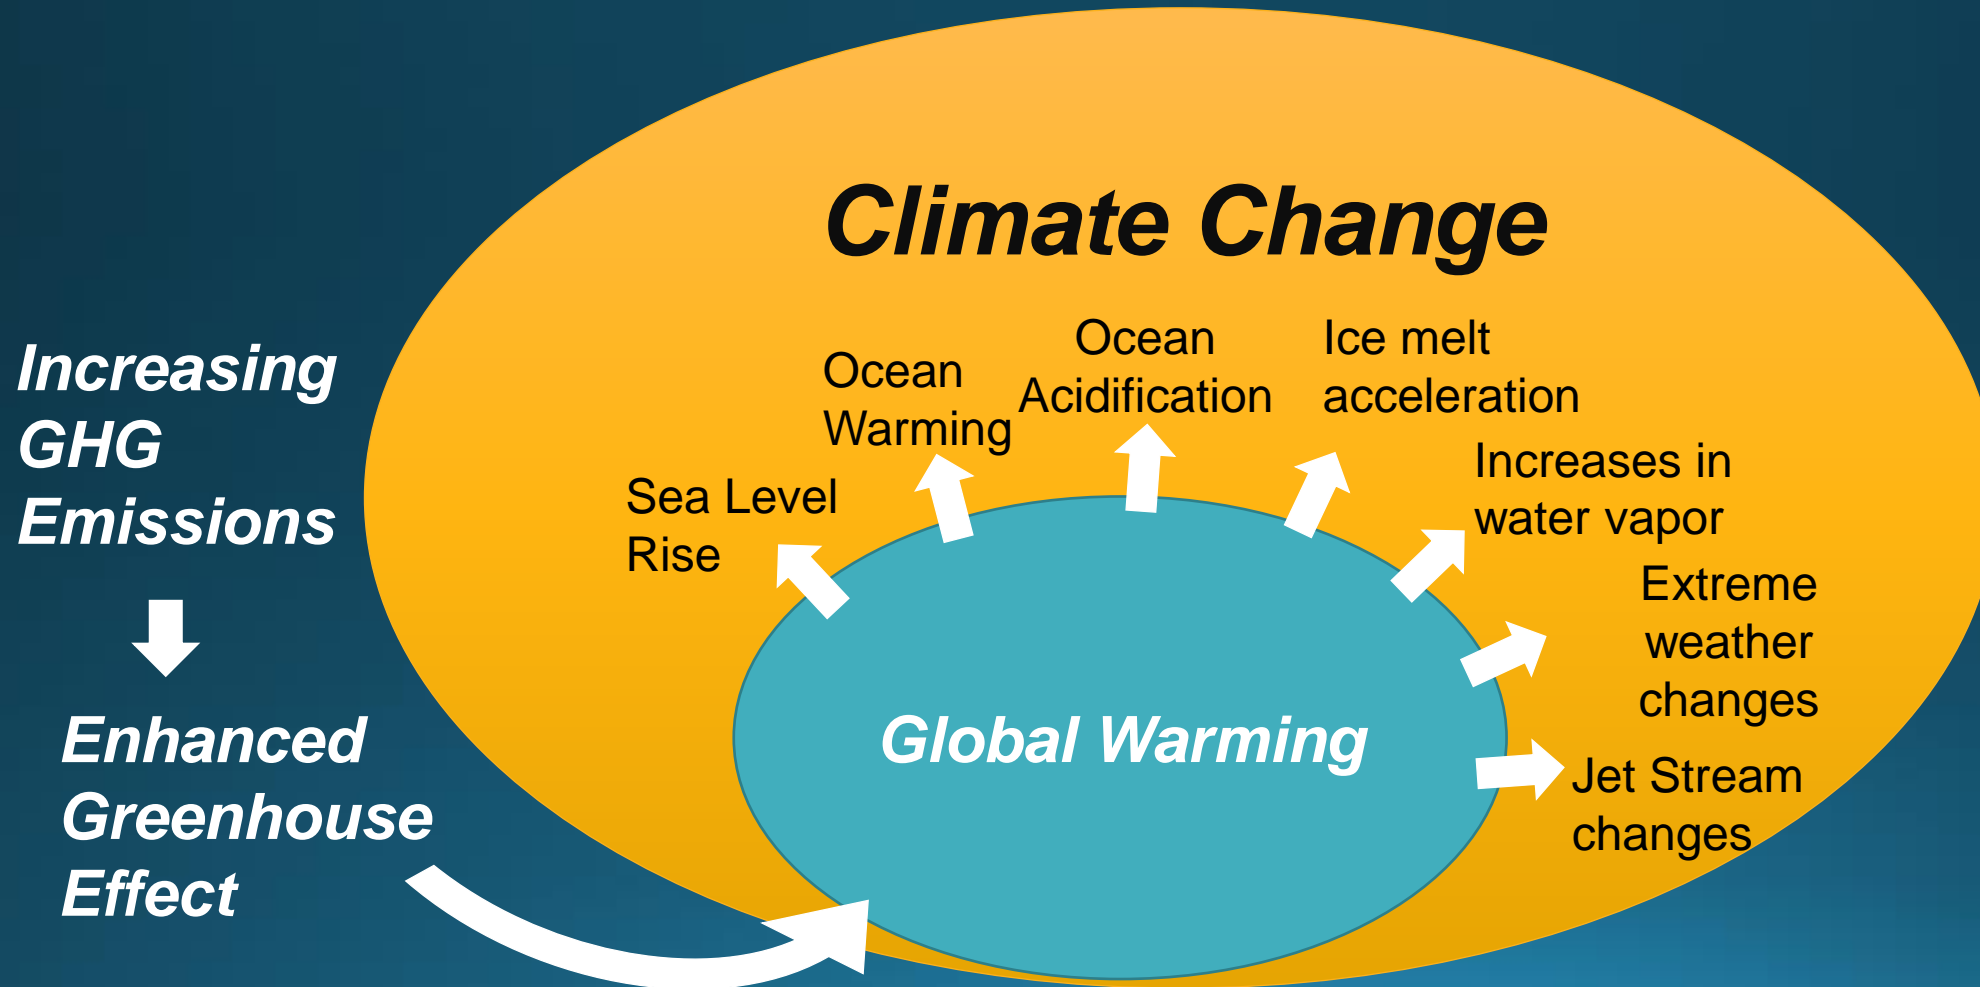 Climate Change
Increasing
GHG
Emissions
Enhanced
Greenhouse
Effect
Global Warming
Sea Level
Rise
Ocean
Warming
Ocean
Acidification
Ice melt
acceleration
Increases in
water vapor
Extreme
weather
changes
Jet Stream
changes